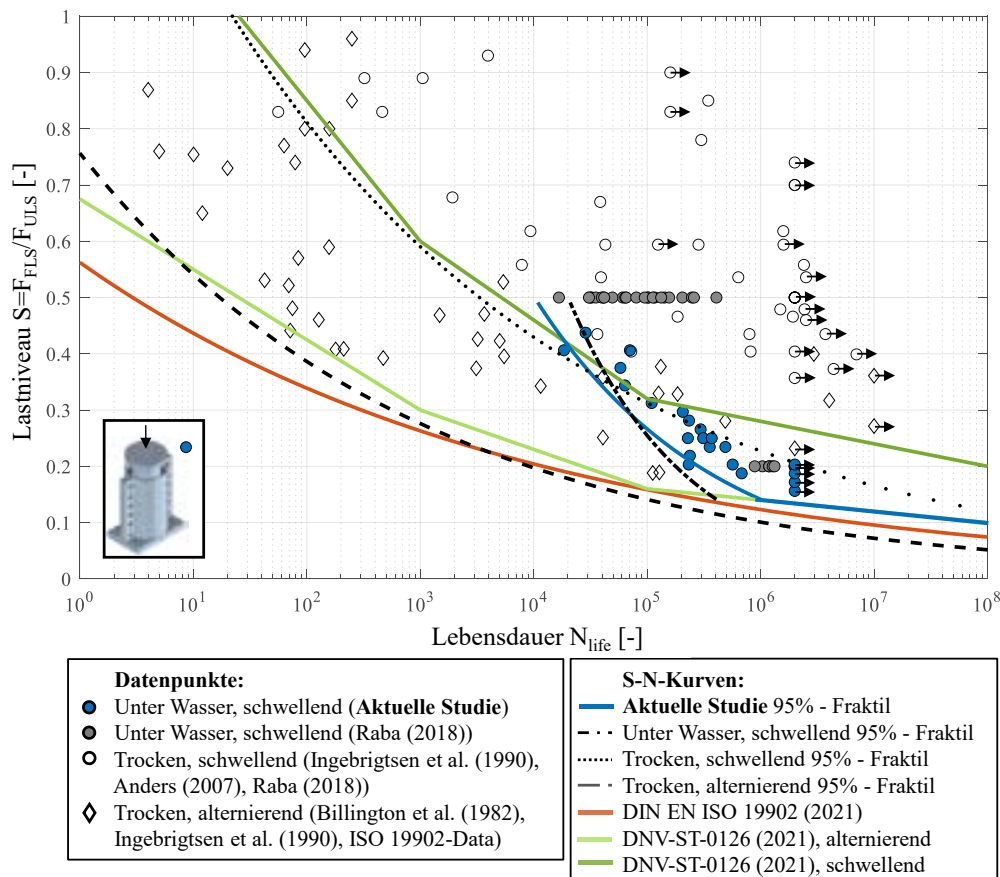 1
0.9
0.8
0.7
0.6
0.5
0.4
0.3
0.2
0.1
0
Lastniveau S=F_FLS/F_ULS [-]
10^0 10^1 10^2 10^3 10^4 10^5 10^6 10^7 10^8
Lebensdauer N_life [-]
Datenpunkte:
Unter Wasser, schwellend (Aktuelle Studie)
Unter Wasser, schwellend (Raba (2018))
Trocken, schwellend (Ingebrigtsen et al. (1990),
Anders (2007), Raba (2018))
Trocken, alternierend (Billington et al. (1982),
Ingebrigtsen et al. (1990), ISO 19902-Data)
S-N-Kurven:
Aktuelle Studie 95% - Fraktil
Unter Wasser, schwellend 95% - Fraktil
Trocken, schwellend 95% - Fraktil
Trocken, alternierend 95% - Fraktil
DIN EN ISO 19902 (2021)
DNV-ST-0126 (2021), alternierend
DNV-ST-0126 (2021), schwellend